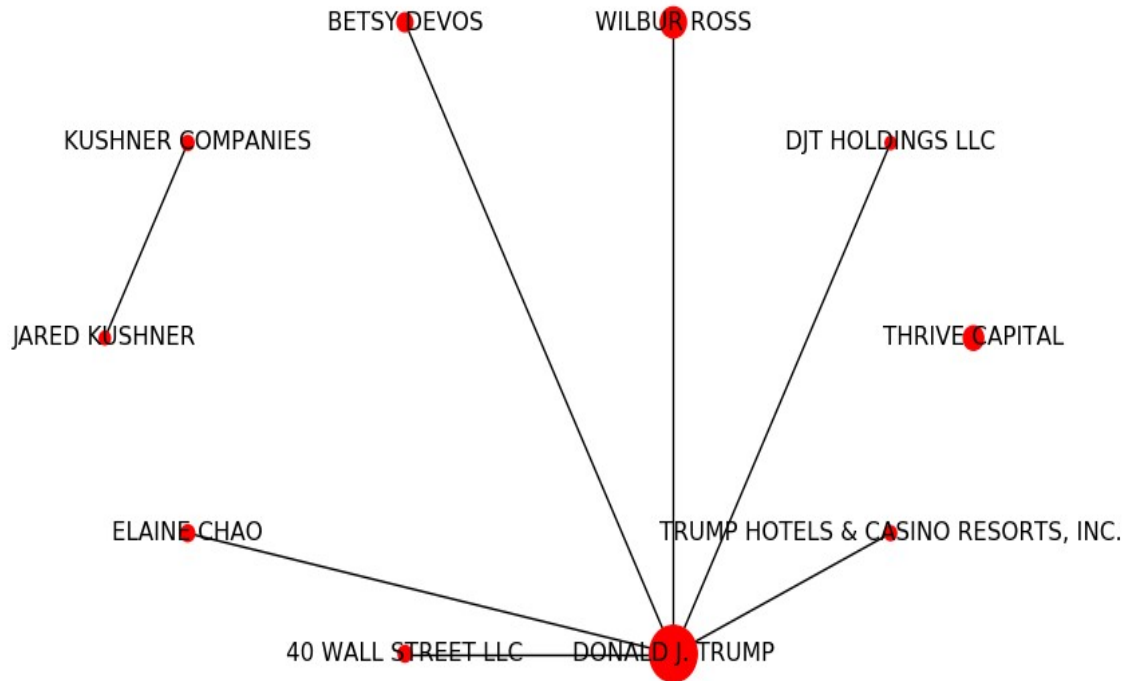 BETSY DEVOS
WILBUR ROSS
KUSHNER COMPANIES
DJT HOLDINGS LLC
JARED KUSHNER
THRIVE CAPITAL
ELAINE CHAO
TRUMP HOTELS & CASINO RESORTS, INC.
40 WALL STREET LLC
DONALD J. TRUMP